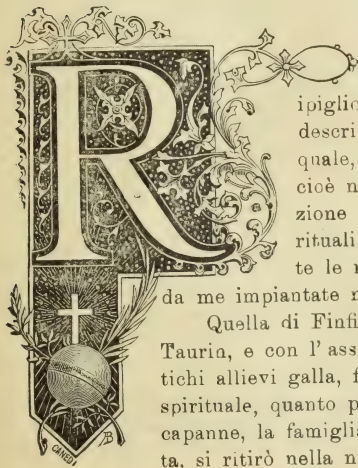 R
ipiglio
descri
quale,
cioè n
zione
rituali
te le
da me impiantate
Quella di Finfi
Taurin, e con l'ass
tichi allievi galla, f
spirituale, quanto p
capanne, la famiglia
ta, si ritirò nella n
CANEDI